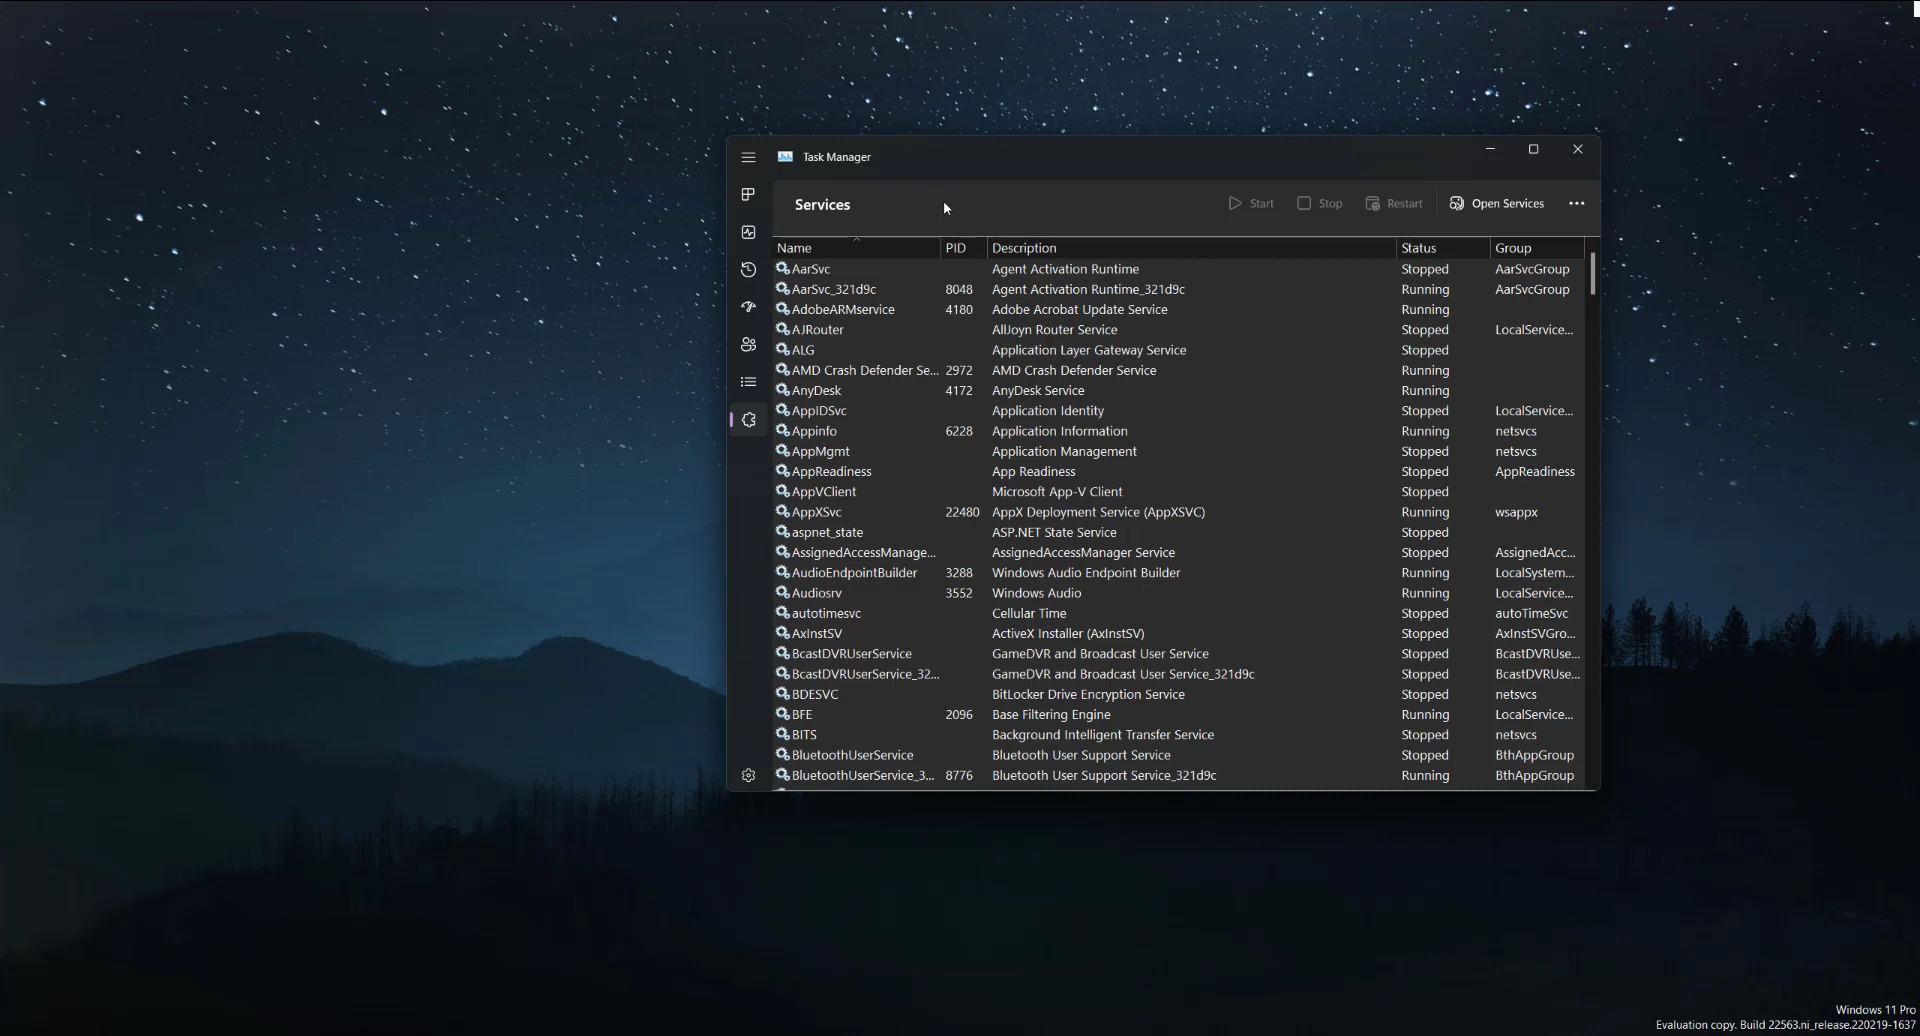 Task Manager
Services
Start Stop Restart Open Services
Name PID Description Status Group
AarSvc Agent Activation Runtime Stopped AarSvcGroup
AarSvc_321d9c 8048 Agent Activation Runtime_321d9c Running AarSvcGroup
AdobeARMservice 4180 Adobe Acrobat Update Service Running
AJRouter AllJoyn Router Service Stopped LocalService...
ALG Application Layer Gateway Service Stopped
AMD Crash Defender Se... 2972 AMD Crash Defender Service Running
AnyDesk 4172 AnyDesk Service Running
AppIDSvc Application Identity Stopped LocalService...
Appinfo 6228 Application Information Running netsvcs
AppMgmt Application Management Stopped netsvcs
AppReadiness App Readiness Stopped AppReadiness
AppVClient Microsoft App-V Client Stopped
AppXSvc 22480 AppX Deployment Service (AppXSVC) Running wsappx
aspnet_state ASP.NET State Service Stopped
AssignedAccessManage... AssignedAccessManager Service Stopped AssignedAcc...
AudioEndpointBuilder 3288 Windows Audio Endpoint Builder Running LocalSystem...
Audiosrv 3552 Windows Audio Running LocalService...
autotimesvc Cellular Time Stopped autoTimeSvc
AxInstSV ActiveX Installer (AxInstSV) Stopped AxInstSVGro...
BcastDVRUserService GameDVR and Broadcast User Service Stopped BcastDVRUse...
BcastDVRUserService_32... GameDVR and Broadcast User Service_321d9c Stopped BcastDVRUse...
BDESVC BitLocker Drive Encryption Service Stopped netsvcs
BFE 2096 Base Filtering Engine Running LocalService...
BITS Background Intelligent Transfer Service Stopped netsvcs
BluetoothUserService Bluetooth User Support Service Stopped BthAppGroup
BluetoothUserService_3... 8776 Bluetooth User Support Service_321d9c Running BthAppGroup
Windows 11 Pro
Evaluation copy. Build 22563.ni_release.220219-1637